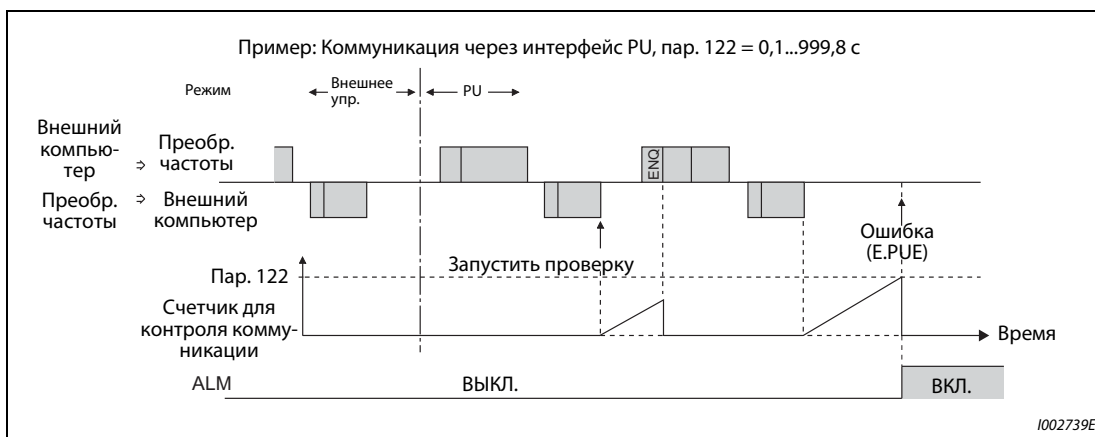 Пример: Коммуникация через интерфейс PU, пар. 122 = 0,1...999,8 с
Режим
Внешнее
упр.
PU
Внешний
компью-
тер
⇒
Преобр.
частоты
Преобр.
частоты
⇒
Внешний
компьютер
ENQ
Ошибка
(E.PUE)
Запустить проверку
Пар. 122
Счетчик для
контроля комму-
никации
Время
ALM
ВЫКЛ.
ВКЛ.
I002739E